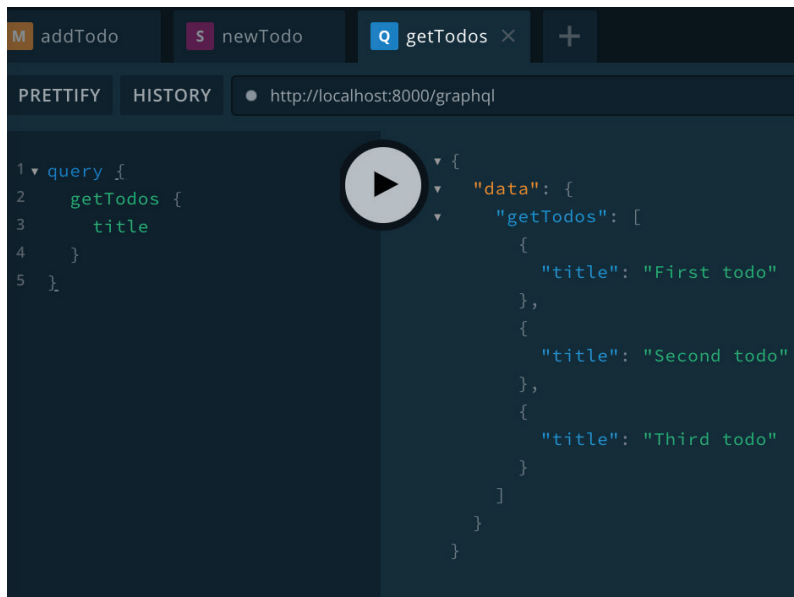 M addTodo S newTodo Q getTodos × +
PRETTIFY HISTORY http://localhost:8000/graphql
1 query {
2 getTodos {
3 title
4 }
5 }
{
"data": {
"getTodos": [
{
"title": "First todo"
},
{
"title": "Second todo"
},
{
"title": "Third todo"
}
]
}
}